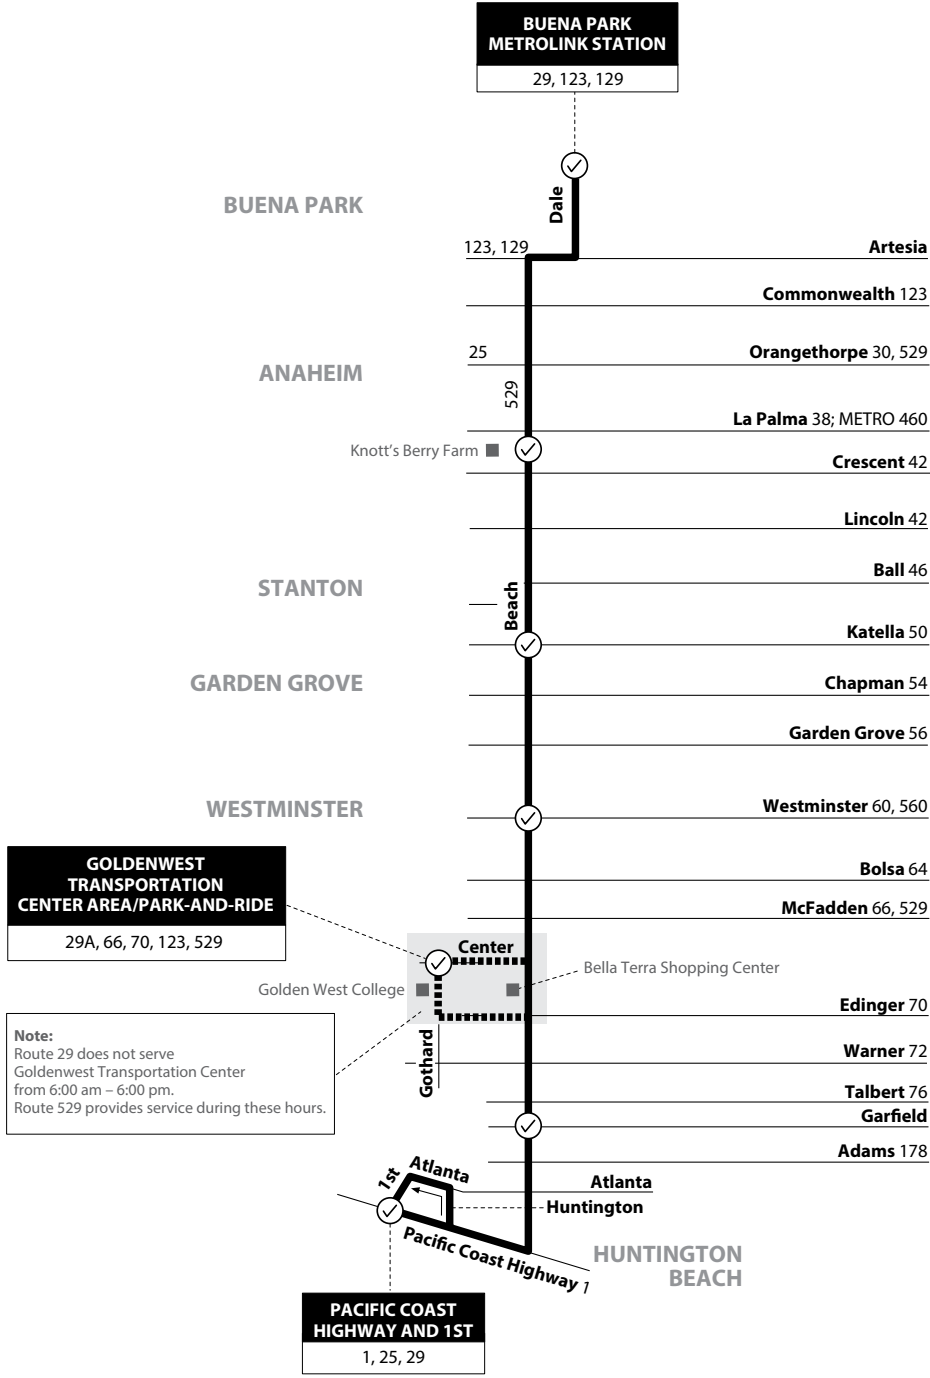 BUENA PARK
METROLINK STATION
29, 123, 129
Dale
BUENA PARK
123, 129
Artesia
Commonwealth 123
25
Orangethorpe 30, 529
ANAHEIM
529
La Palma 38; METRO 460
Knott's Berry Farm
Crescent 42
Lincoln 42
Ball 46
STANTON
Beach
Katella 50
GARDEN GROVE
Chapman 54
Garden Grove 56
WESTMINSTER
Westminster 60, 560
GOLDENWEST
TRANSPORTATION
CENTER AREA/PARK-AND-RIDE
29A, 66, 70, 123, 529
Bolsa 64
McFadden 66, 529
Center
Bella Terra Shopping Center
Golden West College
Edinger 70
Note:
Route 29 does not serve
Goldenwest Transportation Center
from 6:00 am – 6:00 pm.
Route 529 provides service during these hours.
Gothard
Warner 72
Talbert 76
Garfield
Adams 178
1st
Atlanta
Atlanta
Huntington
Pacific Coast Highway 1
HUNTINGTON
BEACH
PACIFIC COAST
HIGHWAY AND 1ST
1, 25, 29